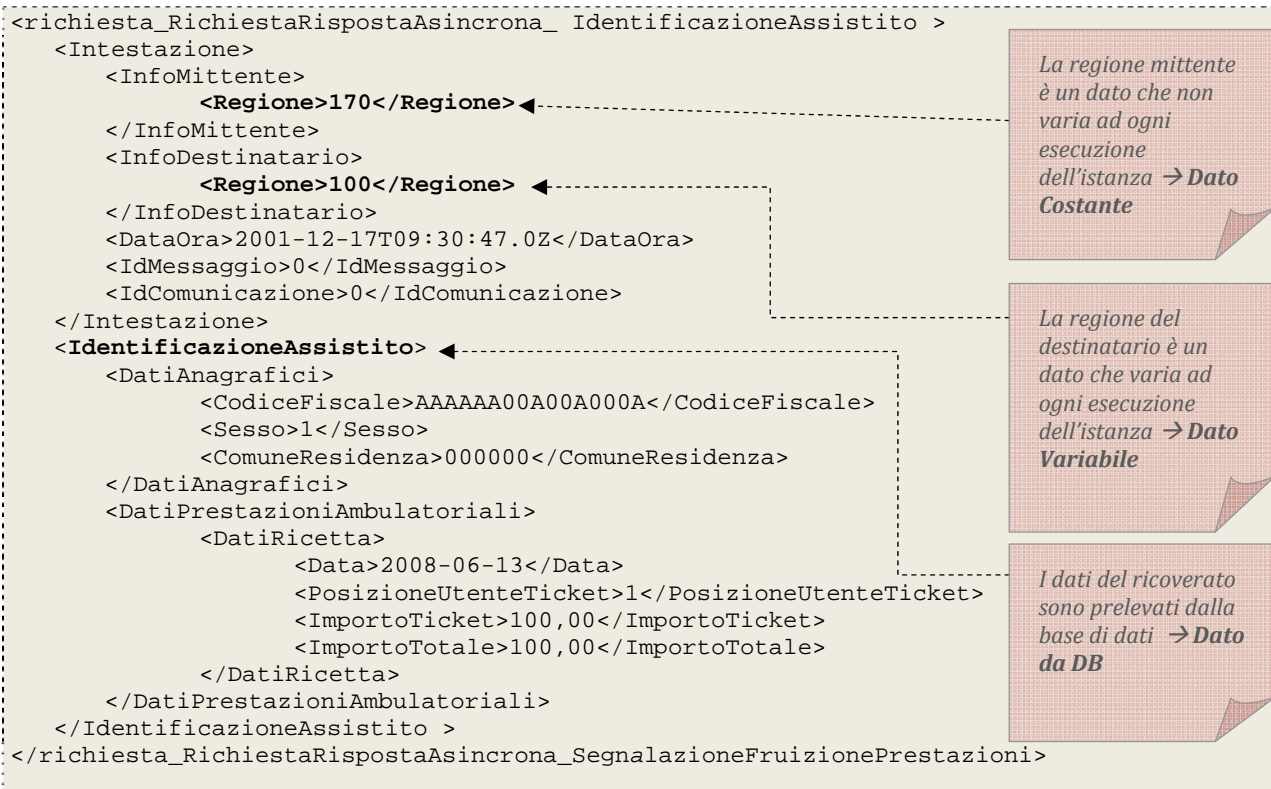 <richiesta_RichiestaRispostaAsincrona_ IdentificazioneAssistito >
<Intestazione>
<InfoMittente>
<Regione>170</Regione>
</InfoMittente>
<InfoDestinatario>
<Regione>100</Regione>
</InfoDestinatario>
<DataOra>2001-12-17T09:30:47.0Z</DataOra>
<IdMessaggio>0</IdMessaggio>
<IdComunicazione>0</IdComunicazione>
</Intestazione>
<IdentificazioneAssistito>
<DatiAnagrafici>
<CodiceFiscale>AAAAAA00A00A000A</CodiceFiscale>
<Sesso>1</Sesso>
<ComuneResidenza>000000</ComuneResidenza>
</DatiAnagrafici>
<DatiPrestazioniAmbulatoriali>
<DatiRicetta>
<Data>2008-06-13</Data>
<PosizioneUtenteTicket>1</PosizioneUtenteTicket>
<ImportoTicket>100,00</ImportoTicket>
<ImportoTotale>100,00</ImportoTotale>
</DatiRicetta>
</DatiPrestazioniAmbulatoriali>
</IdentificazioneAssistito >
</richiesta_RichiestaRispostaAsincrona_SegnalazioneFruizionePrestazioni>
La regione mittente
è un dato che non
varia ad ogni
esecuzione
dell'istanza → Dato
Costante
La regione del
destinatario è un
dato che varia ad
ogni esecuzione
dell'istanza → Dato
Variabile
I dati del ricoverato
sono prelevati dalla
base di dati → Dato
da DB